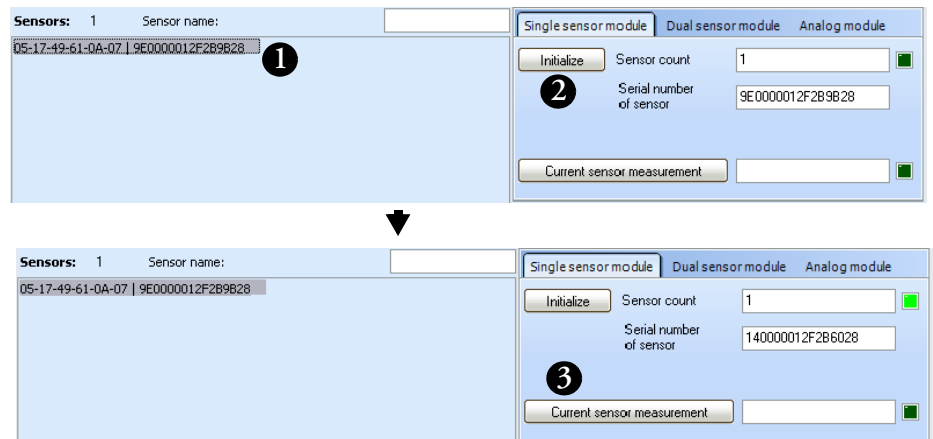 Sensors: 1 Sensor name:
05-17-49-61-0A-07 | 9E0000012F2B9B28
1
Single sensor module Dual sensor module Analog module
Initialize Sensor count 1
2
Serial number
of sensor 9E0000012F2B9B28
Current sensor measurement
Sensors: 1 Sensor name:
05-17-49-61-0A-07 | 9E0000012F2B9B28
Single sensor module Dual sensor module Analog module
Initialize Sensor count 1
Serial number
of sensor 140000012F2B6028
3
Current sensor measurement